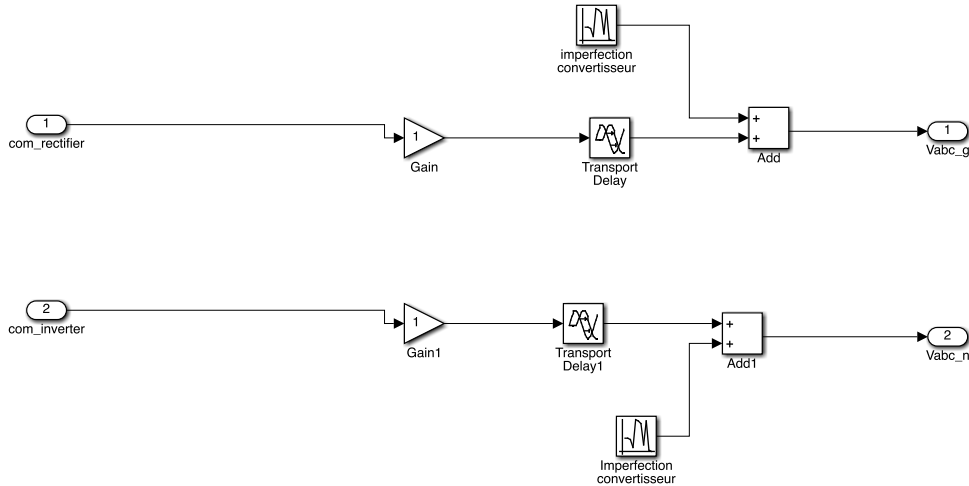 imperfection
convertisseur
1
com_rectifier
1
Gain
Transport
Delay
+
+
Add
1
Vabc_g
2
com_inverter
1
Gain1
Transport
Delay1
+
+
Add1
2
Vabc_n
Imperfection
convertisseur